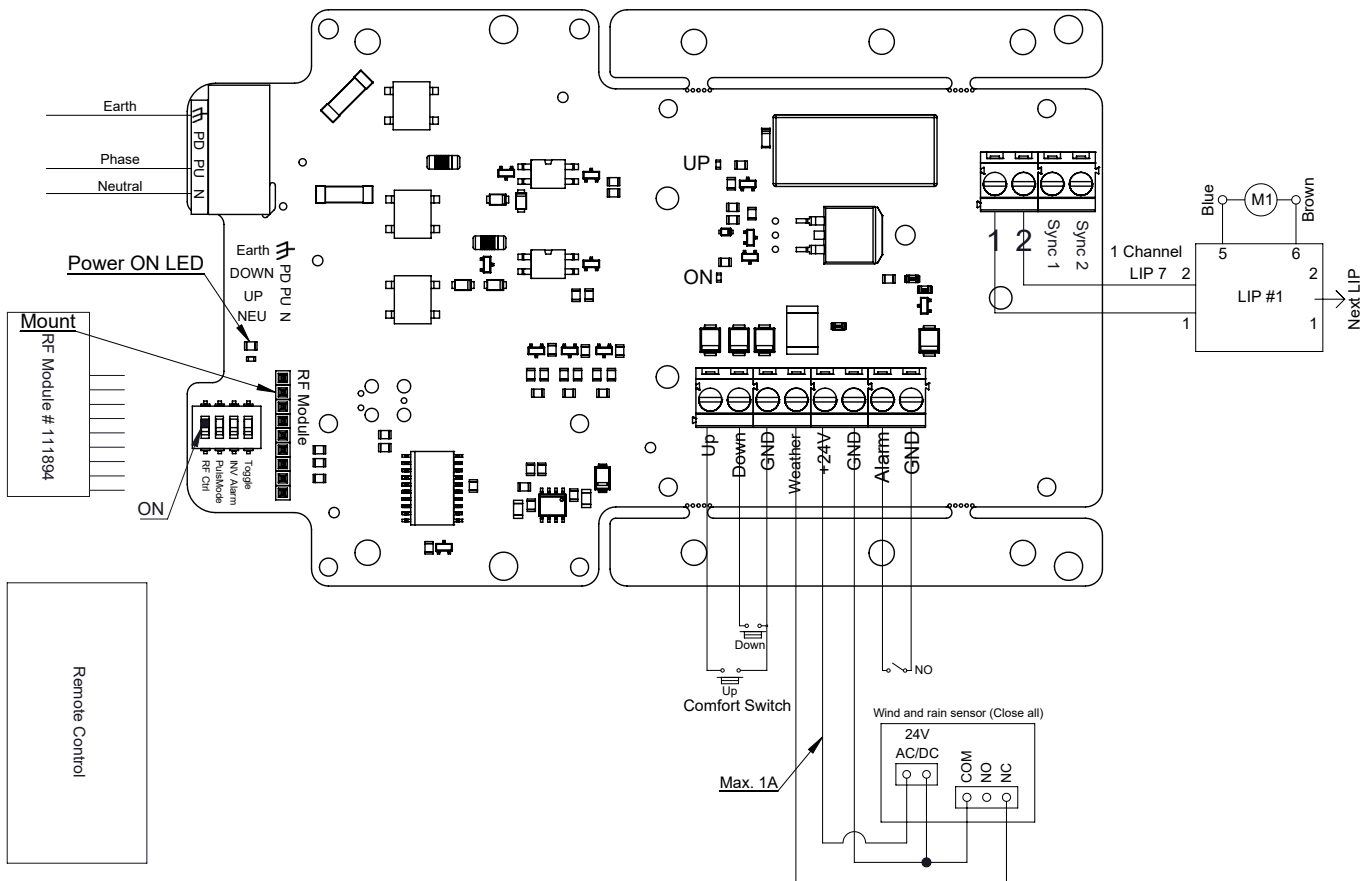 Earth
PD
Phase
PU
Neutral
N
Earth
DOWN
UP
NEU
PD PU N
Power ON LED
Mount
RF Module # 111894
RF Module
RF Ctrl
PulsMode
INV Alarm
Toggle
ON
Remote Control
UP
ON
1
2
Sync 1
Sync 2
1 Channel
LIP 7
2
1
Blue
M1
Brown
5
6
LIP #1
2
1
Next LIP
Up
Down
GND
Weather
+24V
GND
Alarm
GND
Down
Up
Comfort Switch
NO
Max. 1A
Wind and rain sensor (Close all)
24V
AC/DC
COM
NO
NC